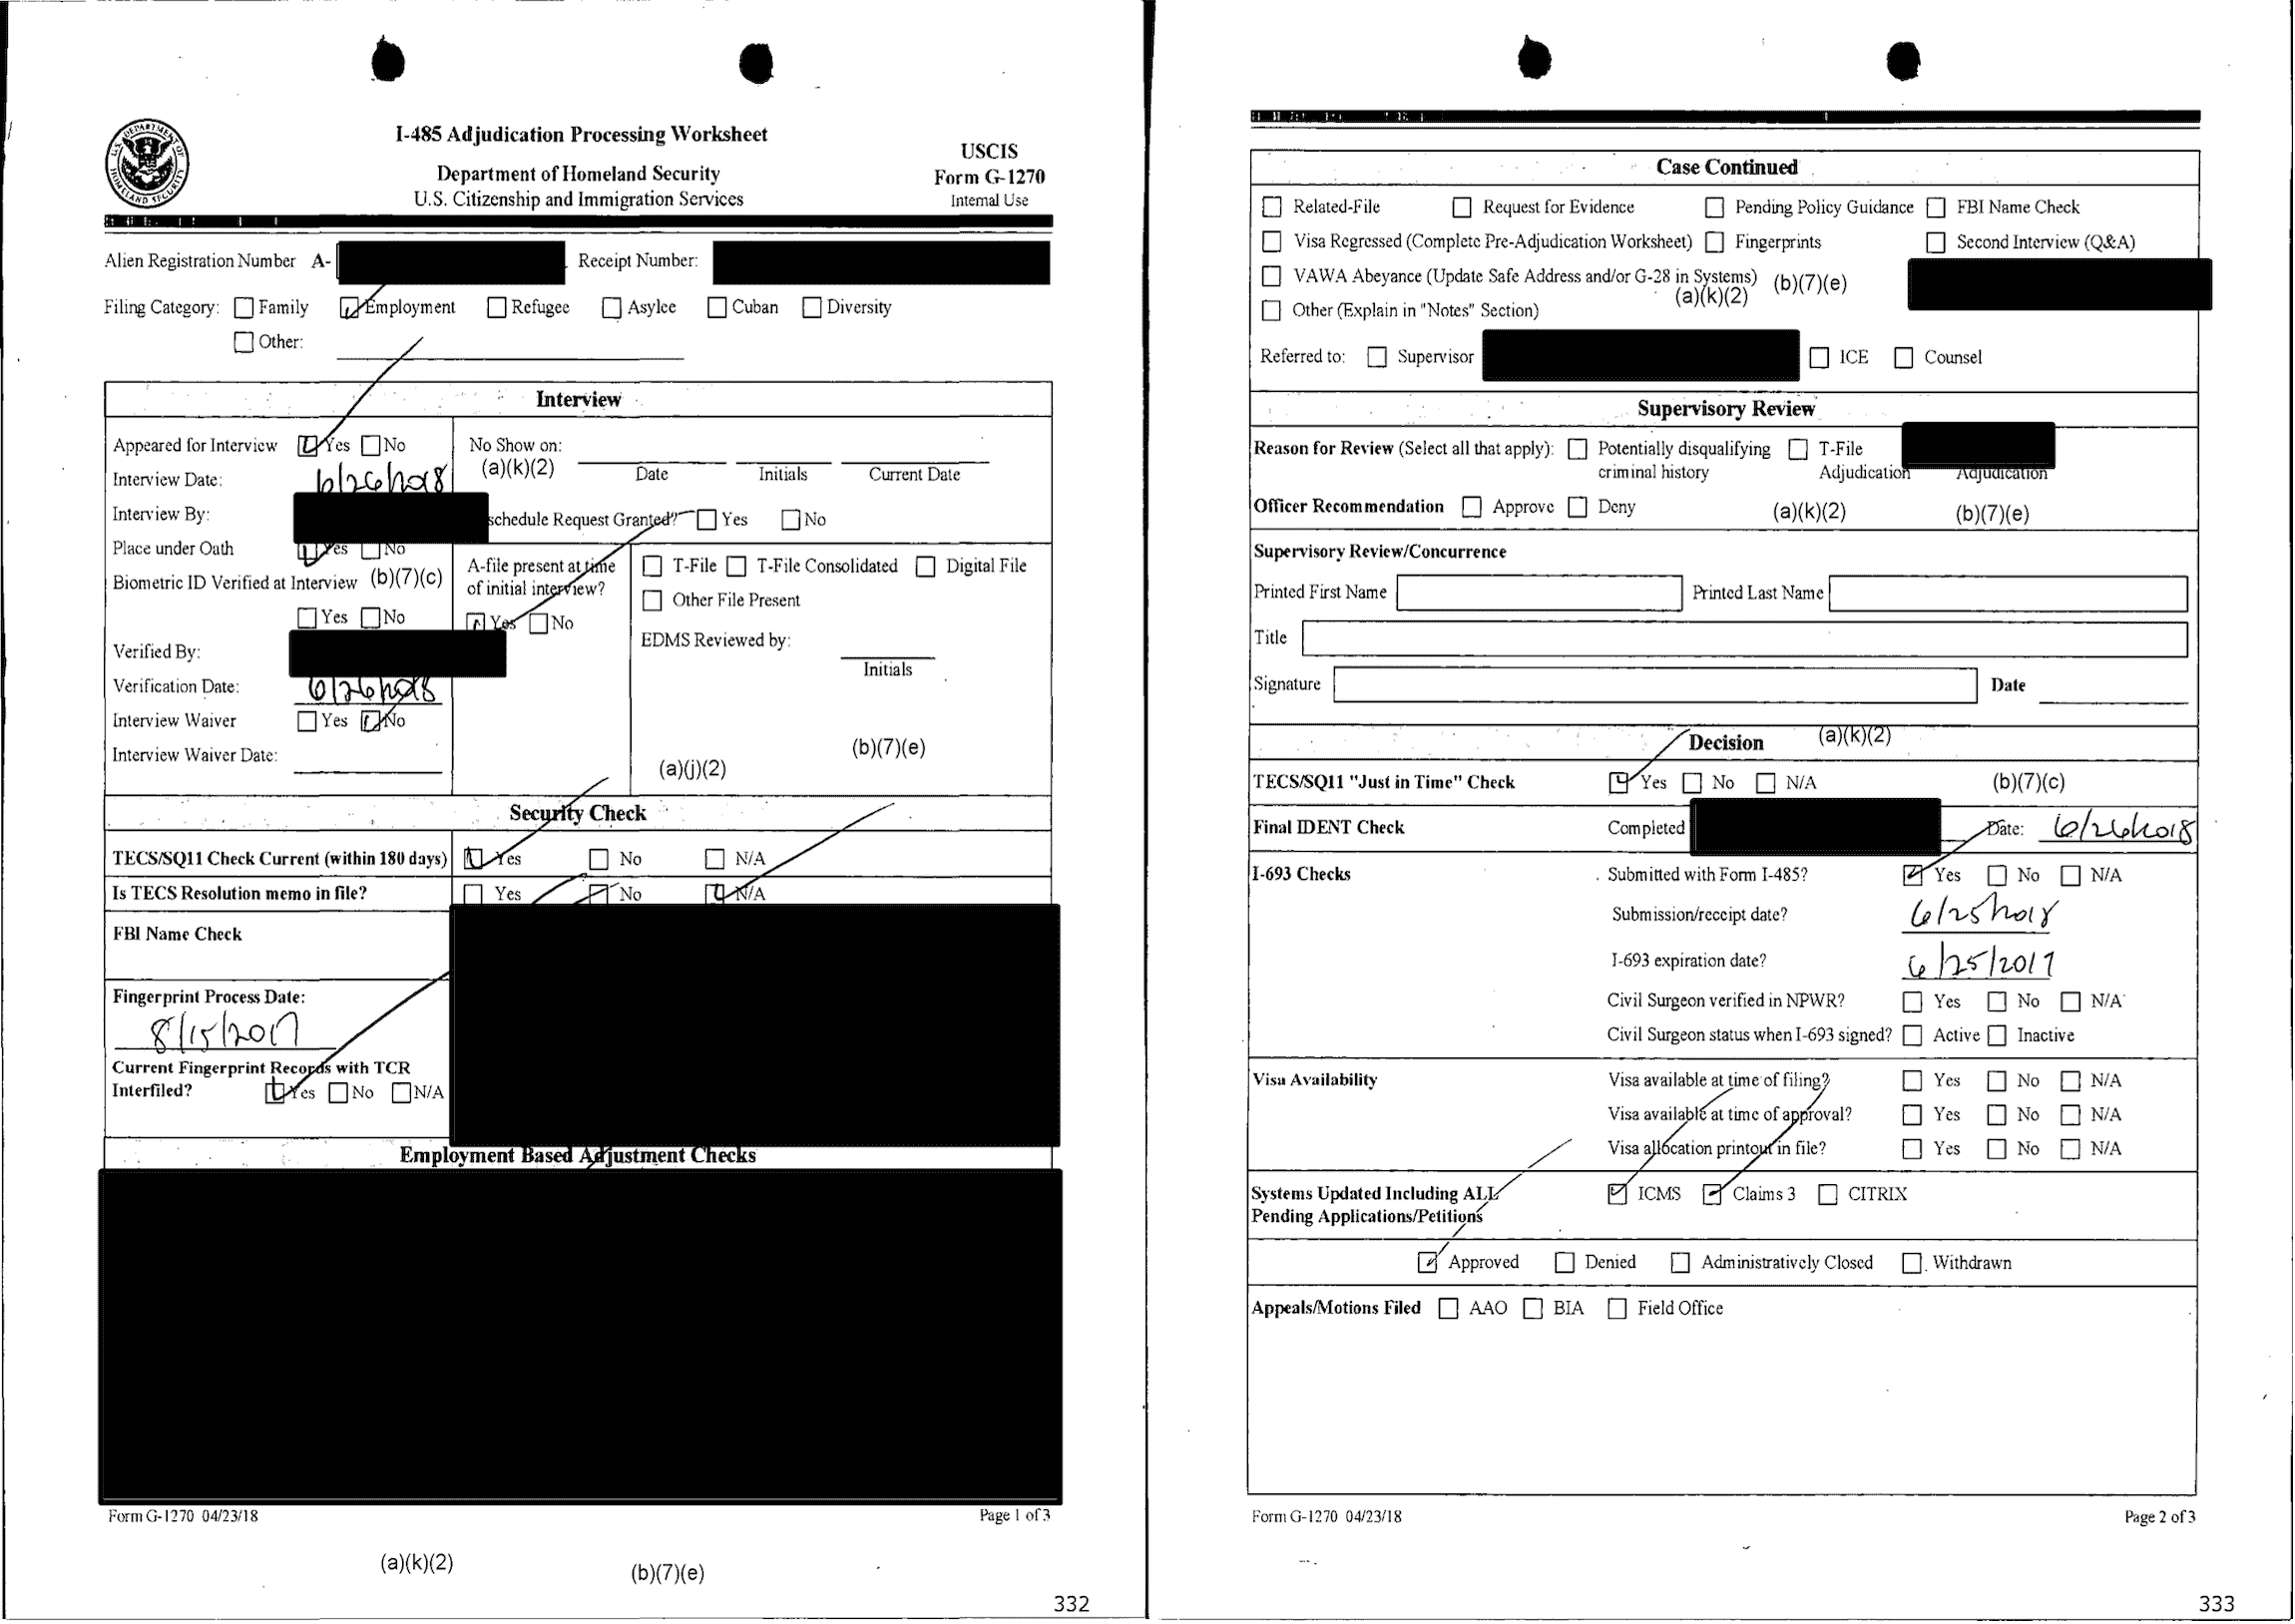 I-485 Adjudication Processing Worksheet
Department of Homeland Security
U.S. Citizenship and Immigration Services
USCIS
Form G-1270
Internal Use
Alien Registration Number A- Receipt Number:
Filing Category: Family Employment Refugee Asylee Cuban Diversity
Other:
Interview
Appeared for Interview Yes No
Interview Date: 6/26/2018
Interview By:
Place under Oath Yes No
Biometric ID Verified at Interview (b)(7)(c)
Yes No
Verified By:
Verification Date: 6/26/2018
Interview Waiver Yes No
Interview Waiver Date:
No Show on:
(a)(k)(2)
Date Initials Current Date
schedule Request Granted? Yes No
A-file present at time
of initial interview?
Yes No
T-File T-File Consolidated Digital File
Other File Present
EDMS Reviewed by:
Initials
(b)(7)(e)
(a)(j)(2)
Security Check
TECS/SQ11 Check Current (within 180 days) Yes No N/A
Is TECS Resolution memo in file? Yes No N/A
FBI Name Check
Fingerprint Process Date:
8/15/2017
Current Fingerprint Records with TCR
Interfiled? Yes No N/A
Employment Based Adjustment Checks
Form G-1270 04/23/18 Page 1 of 3
(a)(k)(2) (b)(7)(e)
332
Case Continued
Related-File Request for Evidence Pending Policy Guidance FBI Name Check
Visa Regressed (Complete Pre-Adjudication Worksheet) Fingerprints Second Interview (Q&A)
VAWA Abeyance (Update Safe Address and/or G-28 in Systems) (b)(7)(e)
(a)(k)(2)
Other (Explain in "Notes" Section)
Referred to: Supervisor ICE Counsel
Supervisory Review
Reason for Review (Select all that apply): Potentially disqualifying T-File
criminal history Adjudication Adjudication
Officer Recommendation Approve Deny (a)(k)(2) (b)(7)(e)
Supervisory Review/Concurrence
Printed First Name Printed Last Name
Title
Signature Date
Decision (a)(k)(2)
TECS/SQ11 "Just in Time" Check Yes No N/A (b)(7)(c)
Final IDENT Check Completed Date: 6/26/2018
I-693 Checks Submitted with Form I-485? Yes No N/A
Submission/receipt date? 6/25/2018
I-693 expiration date? 6/25/2019
Civil Surgeon verified in NPWR? Yes No N/A
Civil Surgeon status when I-693 signed? Active Inactive
Visa Availability Visa available at time of filing? Yes No N/A
Visa available at time of approval? Yes No N/A
Visa allocation printout in file? Yes No N/A
Systems Updated Including ALL ICMS Claims 3 CITRIX
Pending Applications/Petitions
Approved Denied Administratively Closed Withdrawn
Appeals/Motions Filed AAO BIA Field Office
Form G-1270 04/23/18 Page 2 of 3
333